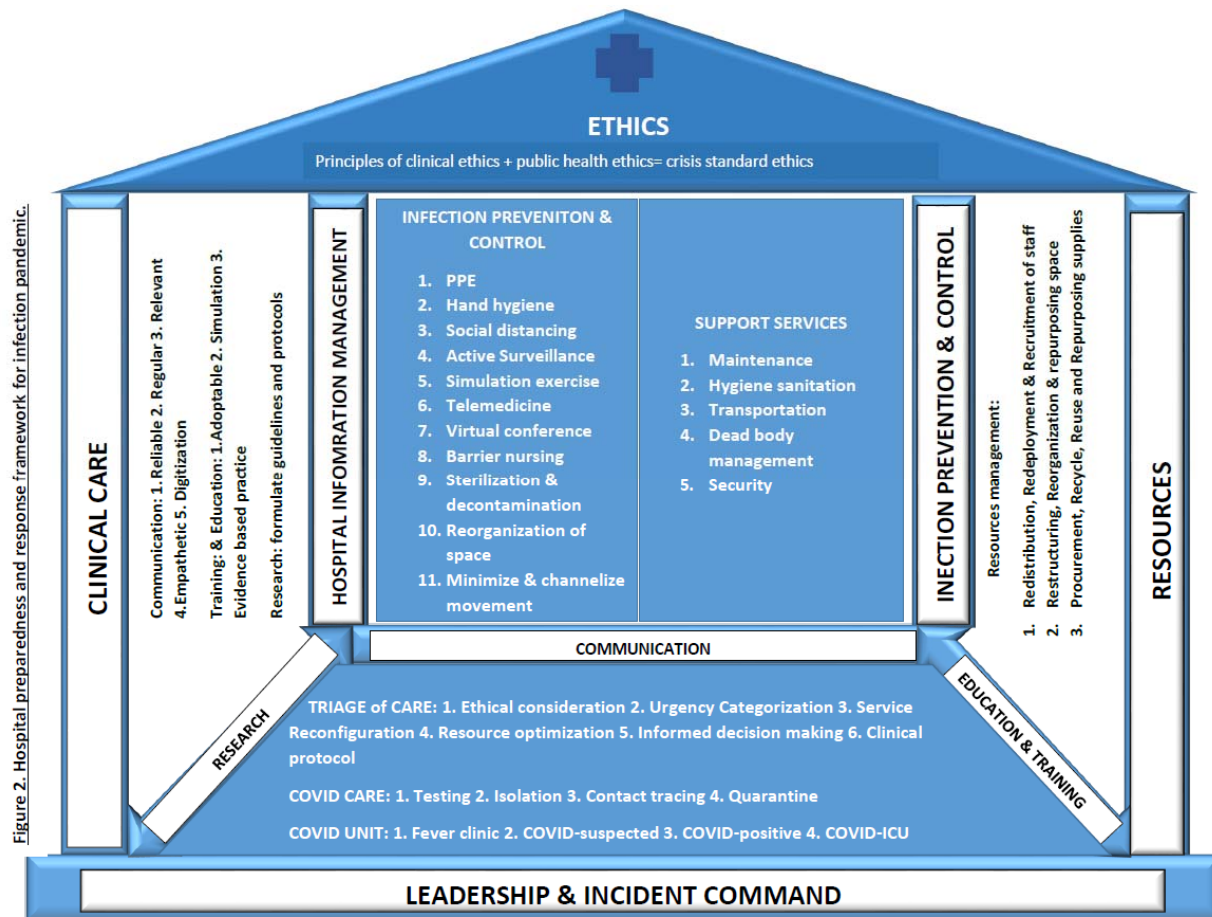 ETHICS
Principles of clinical ethics + public health ethics= crisis standard ethics
Figure 2. Hospital preparedness and response framework for infection pandemic.
CLINICAL CARE
Communication: 1. Reliable 2. Regular 3. Relevant
4.Empathetic 5. Digitization
Training: & Education: 1.Adoptable 2. Simulation 3.
Evidence based practice
Research: formulate guidelines and protocols
HOSPITAL INFOMRATION MANAGEMENT
INFECTION PREVENITON &
CONTROL
1. PPE
2. Hand hygiene
3. Social distancing
4. Active Surveillance
5. Simulation exercise
6. Telemedicine
7. Virtual conference
8. Barrier nursing
9. Sterilization &
decontamination
10. Reorganization of
space
11. Minimize & channelize
movement
SUPPORT SERVICES
1. Maintenance
2. Hygiene sanitation
3. Transportation
4. Dead body
management
5. Security
INECTION PREVENTION & CONTROL
Resources management:
1. Redistribution, Redeployment & Recruitment of staff
2. Restructuring, Reorganization & repurposing space
3. Procurement, Recycle, Reuse and Repurposing supplies
RESOURCES
COMMUNICATION
RESEARCH
TRIAGE of CARE: 1. Ethical consideration 2. Urgency Categorization 3. Service
Reconfiguration 4. Resource optimization 5. Informed decision making 6. Clinical
protocol
COVID CARE: 1. Testing 2. Isolation 3. Contact tracing 4. Quarantine
COVID UNIT: 1. Fever clinic 2. COVID-suspected 3. COVID-positive 4. COVID-ICU
EDUCATION & TRAINING
LEADERSHIP & INCIDENT COMMAND